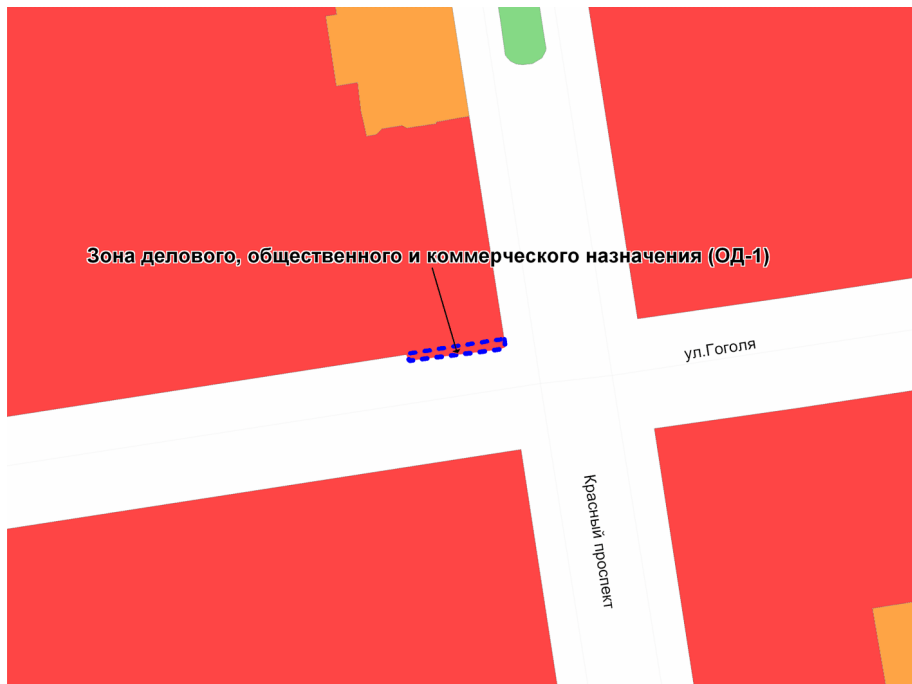 Зона делового, общественного и коммерческого назначения (ОД-1)
ул.Гоголя
Красный проспект